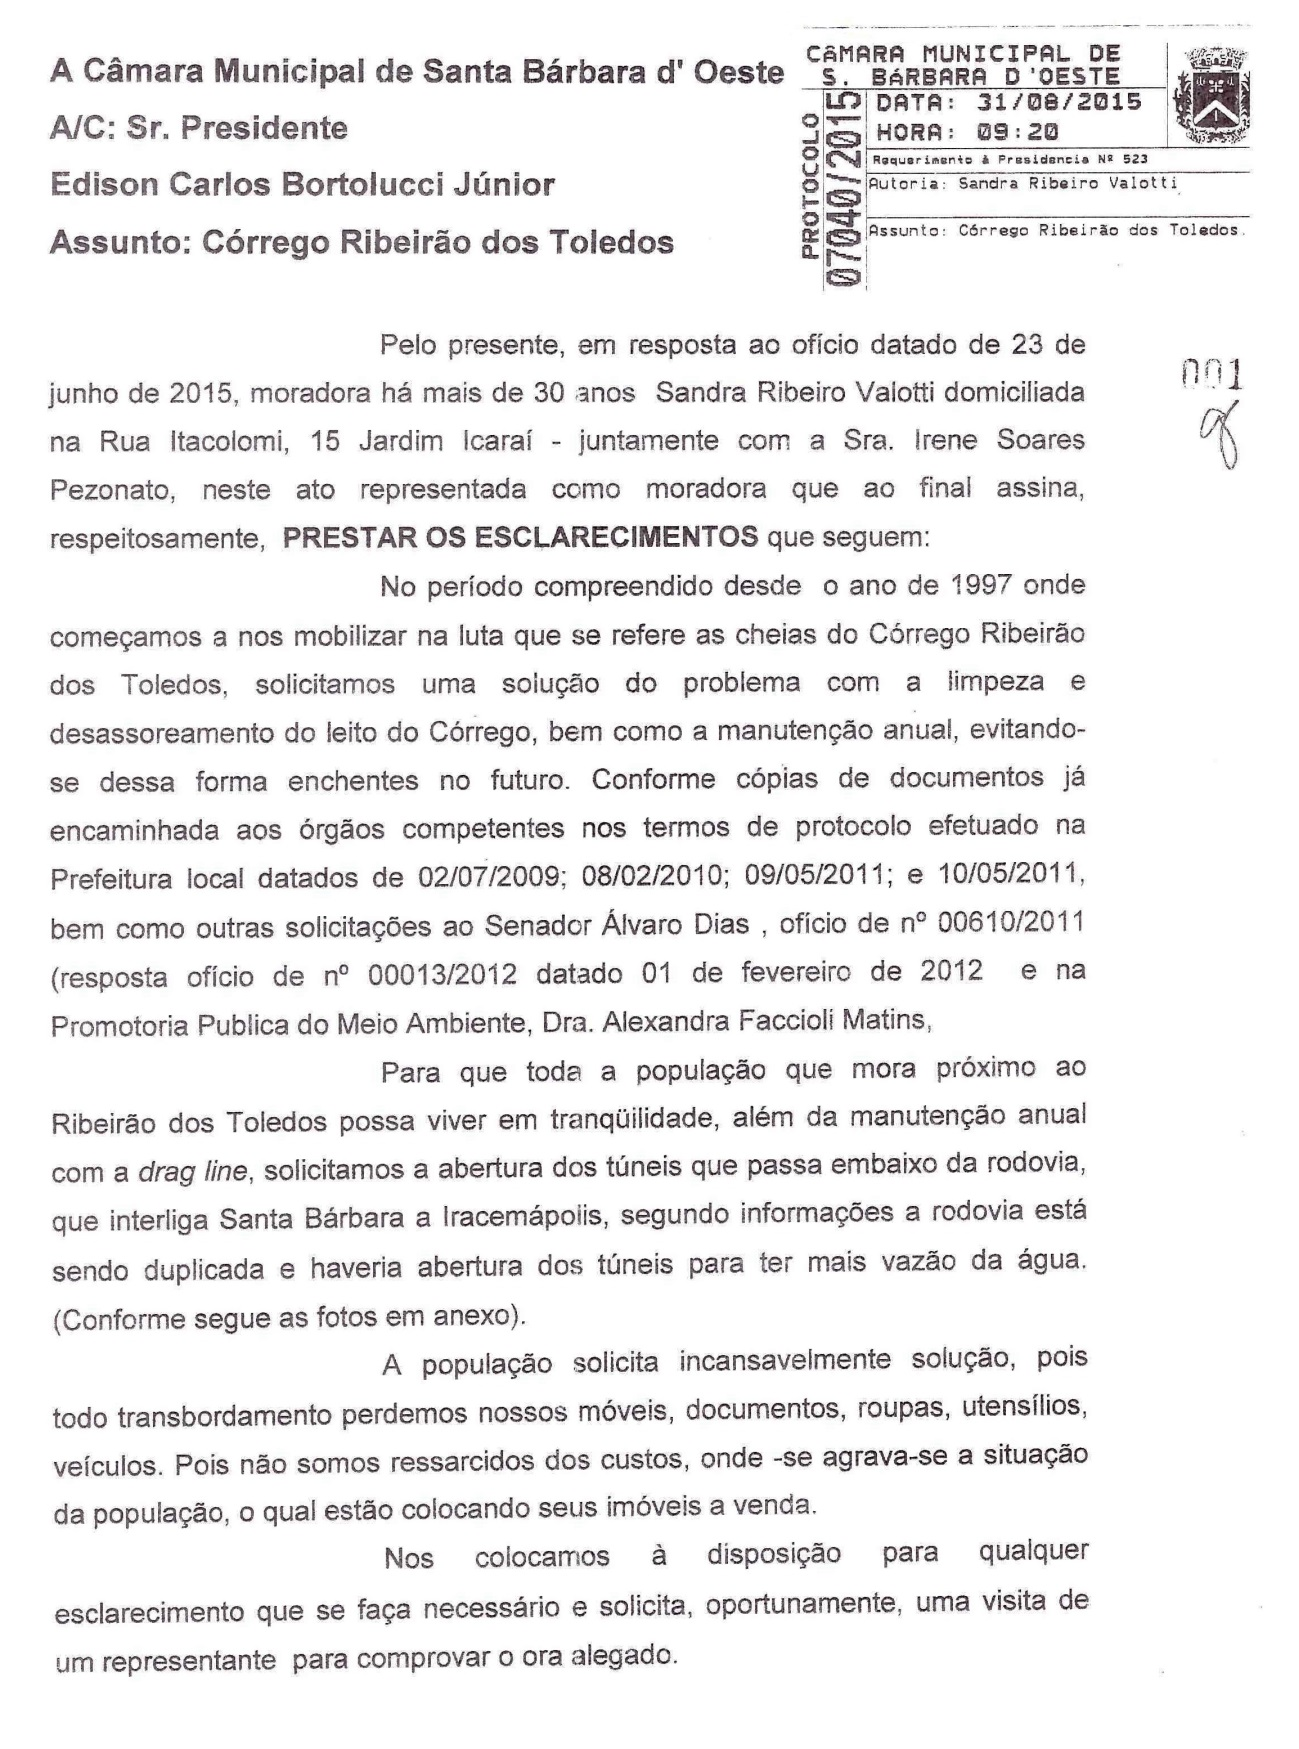 A Câmara Municipal de Santa Bárbara d' Oeste
A/C: Sr. Presidente
Edison Carlos Bortolucci Júnior
Assunto: Córrego Ribeirão dos Toledos
CÂMARA MUNICIPAL DE
S. BÁRBARA D'OESTE
PROTOCOLO
07040/2015
DATA: 31/08/2015
HORA: 09:20
Requerimento à Presidencia Nº 523
Autoria: Sandra Ribeiro Valotti
Assunto: Córrego Ribeirão dos Toledos.
001
Pelo presente, em resposta ao ofício datado de 23 de
junho de 2015, moradora há mais de 30 anos Sandra Ribeiro Valotti domiciliada
na Rua Itacolomi, 15 Jardim Icaraí - juntamente com a Sra. Irene Soares
Pezonato, neste ato representada como moradora que ao final assina,
respeitosamente, PRESTAR OS ESCLARECIMENTOS que seguem:
No período compreendido desde o ano de 1997 onde
começamos a nos mobilizar na luta que se refere as cheias do Córrego Ribeirão
dos Toledos, solicitamos uma solução do problema com a limpeza e
desassoreamento do leito do Córrego, bem como a manutenção anual, evitando-
se dessa forma enchentes no futuro. Conforme cópias de documentos já
encaminhada aos órgãos competentes nos termos de protocolo efetuado na
Prefeitura local datados de 02/07/2009; 08/02/2010; 09/05/2011; e 10/05/2011,
bem como outras solicitações ao Senador Álvaro Dias , ofício de nº 00610/2011
(resposta ofício de nº 00013/2012 datado 01 de fevereiro de 2012 e na
Promotoria Publica do Meio Ambiente, Dra. Alexandra Faccioli Matins,
Para que toda a população que mora próximo ao
Ribeirão dos Toledos possa viver em tranqüilidade, além da manutenção anual
com a drag line, solicitamos a abertura dos túneis que passa embaixo da rodovia,
que interliga Santa Bárbara a Iracemápolis, segundo informações a rodovia está
sendo duplicada e haveria abertura dos túneis para ter mais vazão da água.
(Conforme segue as fotos em anexo).
A população solicita incansavelmente solução, pois
todo transbordamento perdemos nossos móveis, documentos, roupas, utensílios,
veículos. Pois não somos ressarcidos dos custos, onde -se agrava-se a situação
da população, o qual estão colocando seus imóveis a venda.
Nos colocamos à disposição para qualquer
esclarecimento que se faça necessário e solicita, oportunamente, uma visita de
um representante para comprovar o ora alegado.